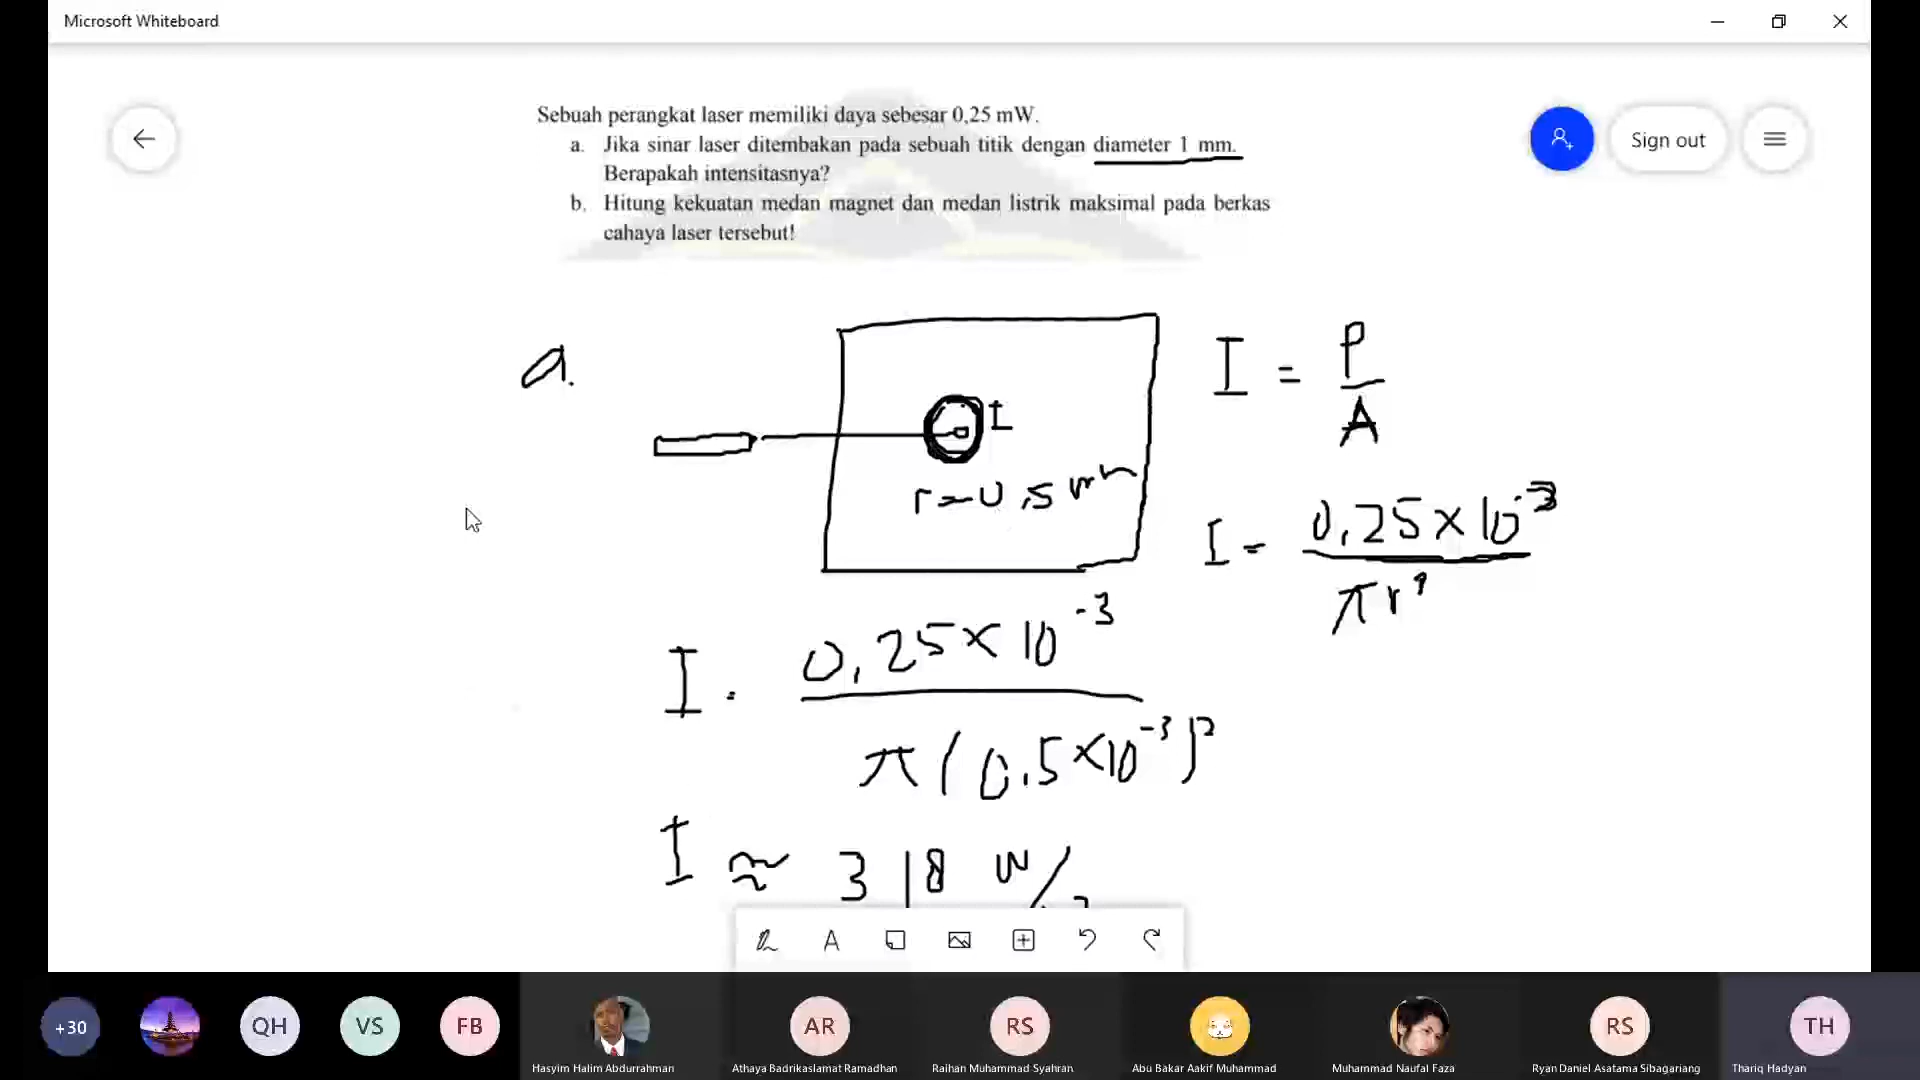 Microsoft Whiteboard
Sebuah perangkat laser memiliki daya sebesar 0,25 mW.
a. Jika sinar laser ditembakan pada sebuah titik dengan diameter 1 mm.
Berapakah intensitasnya?
b. Hitung kekuatan medan magnet dan medan listrik maksimal pada berkas
cahaya laser tersebut!
Sign out
a.
I
r = 0,5 mm
I = P/A
I = 0,25 × 10⁻³ / πr²
I = 0,25 × 10⁻³ / π(0,5 × 10⁻³)²
I ≈ 318 W/
A
+30
QH
VS
FB
AR
RS
RS
TH
Hasyim Halim Abdurrahman
Athaya Badrikaslamat Ramadhan
Raihan Muhammad Syahran
Abu Bakar Aakif Muhammad
Muhammad Naufal Faza
Ryan Daniel Asatama Sibagariang
Thariq Hadyan